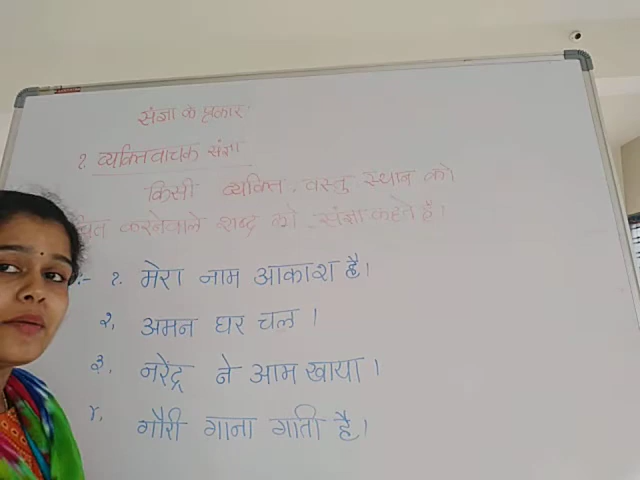 संज्ञा के प्रकार
१. व्यक्तिवाचक संज्ञा
किसी व्यक्ति, वस्तु स्थान को
चित करनेवाले शब्द को संज्ञा कहते हैं।
:- १. मेरा नाम आकाश है।
२. अमन घर चल ।
३. नरेंद्र ने आम खाया ।
४. गौरी गाना गाती है।